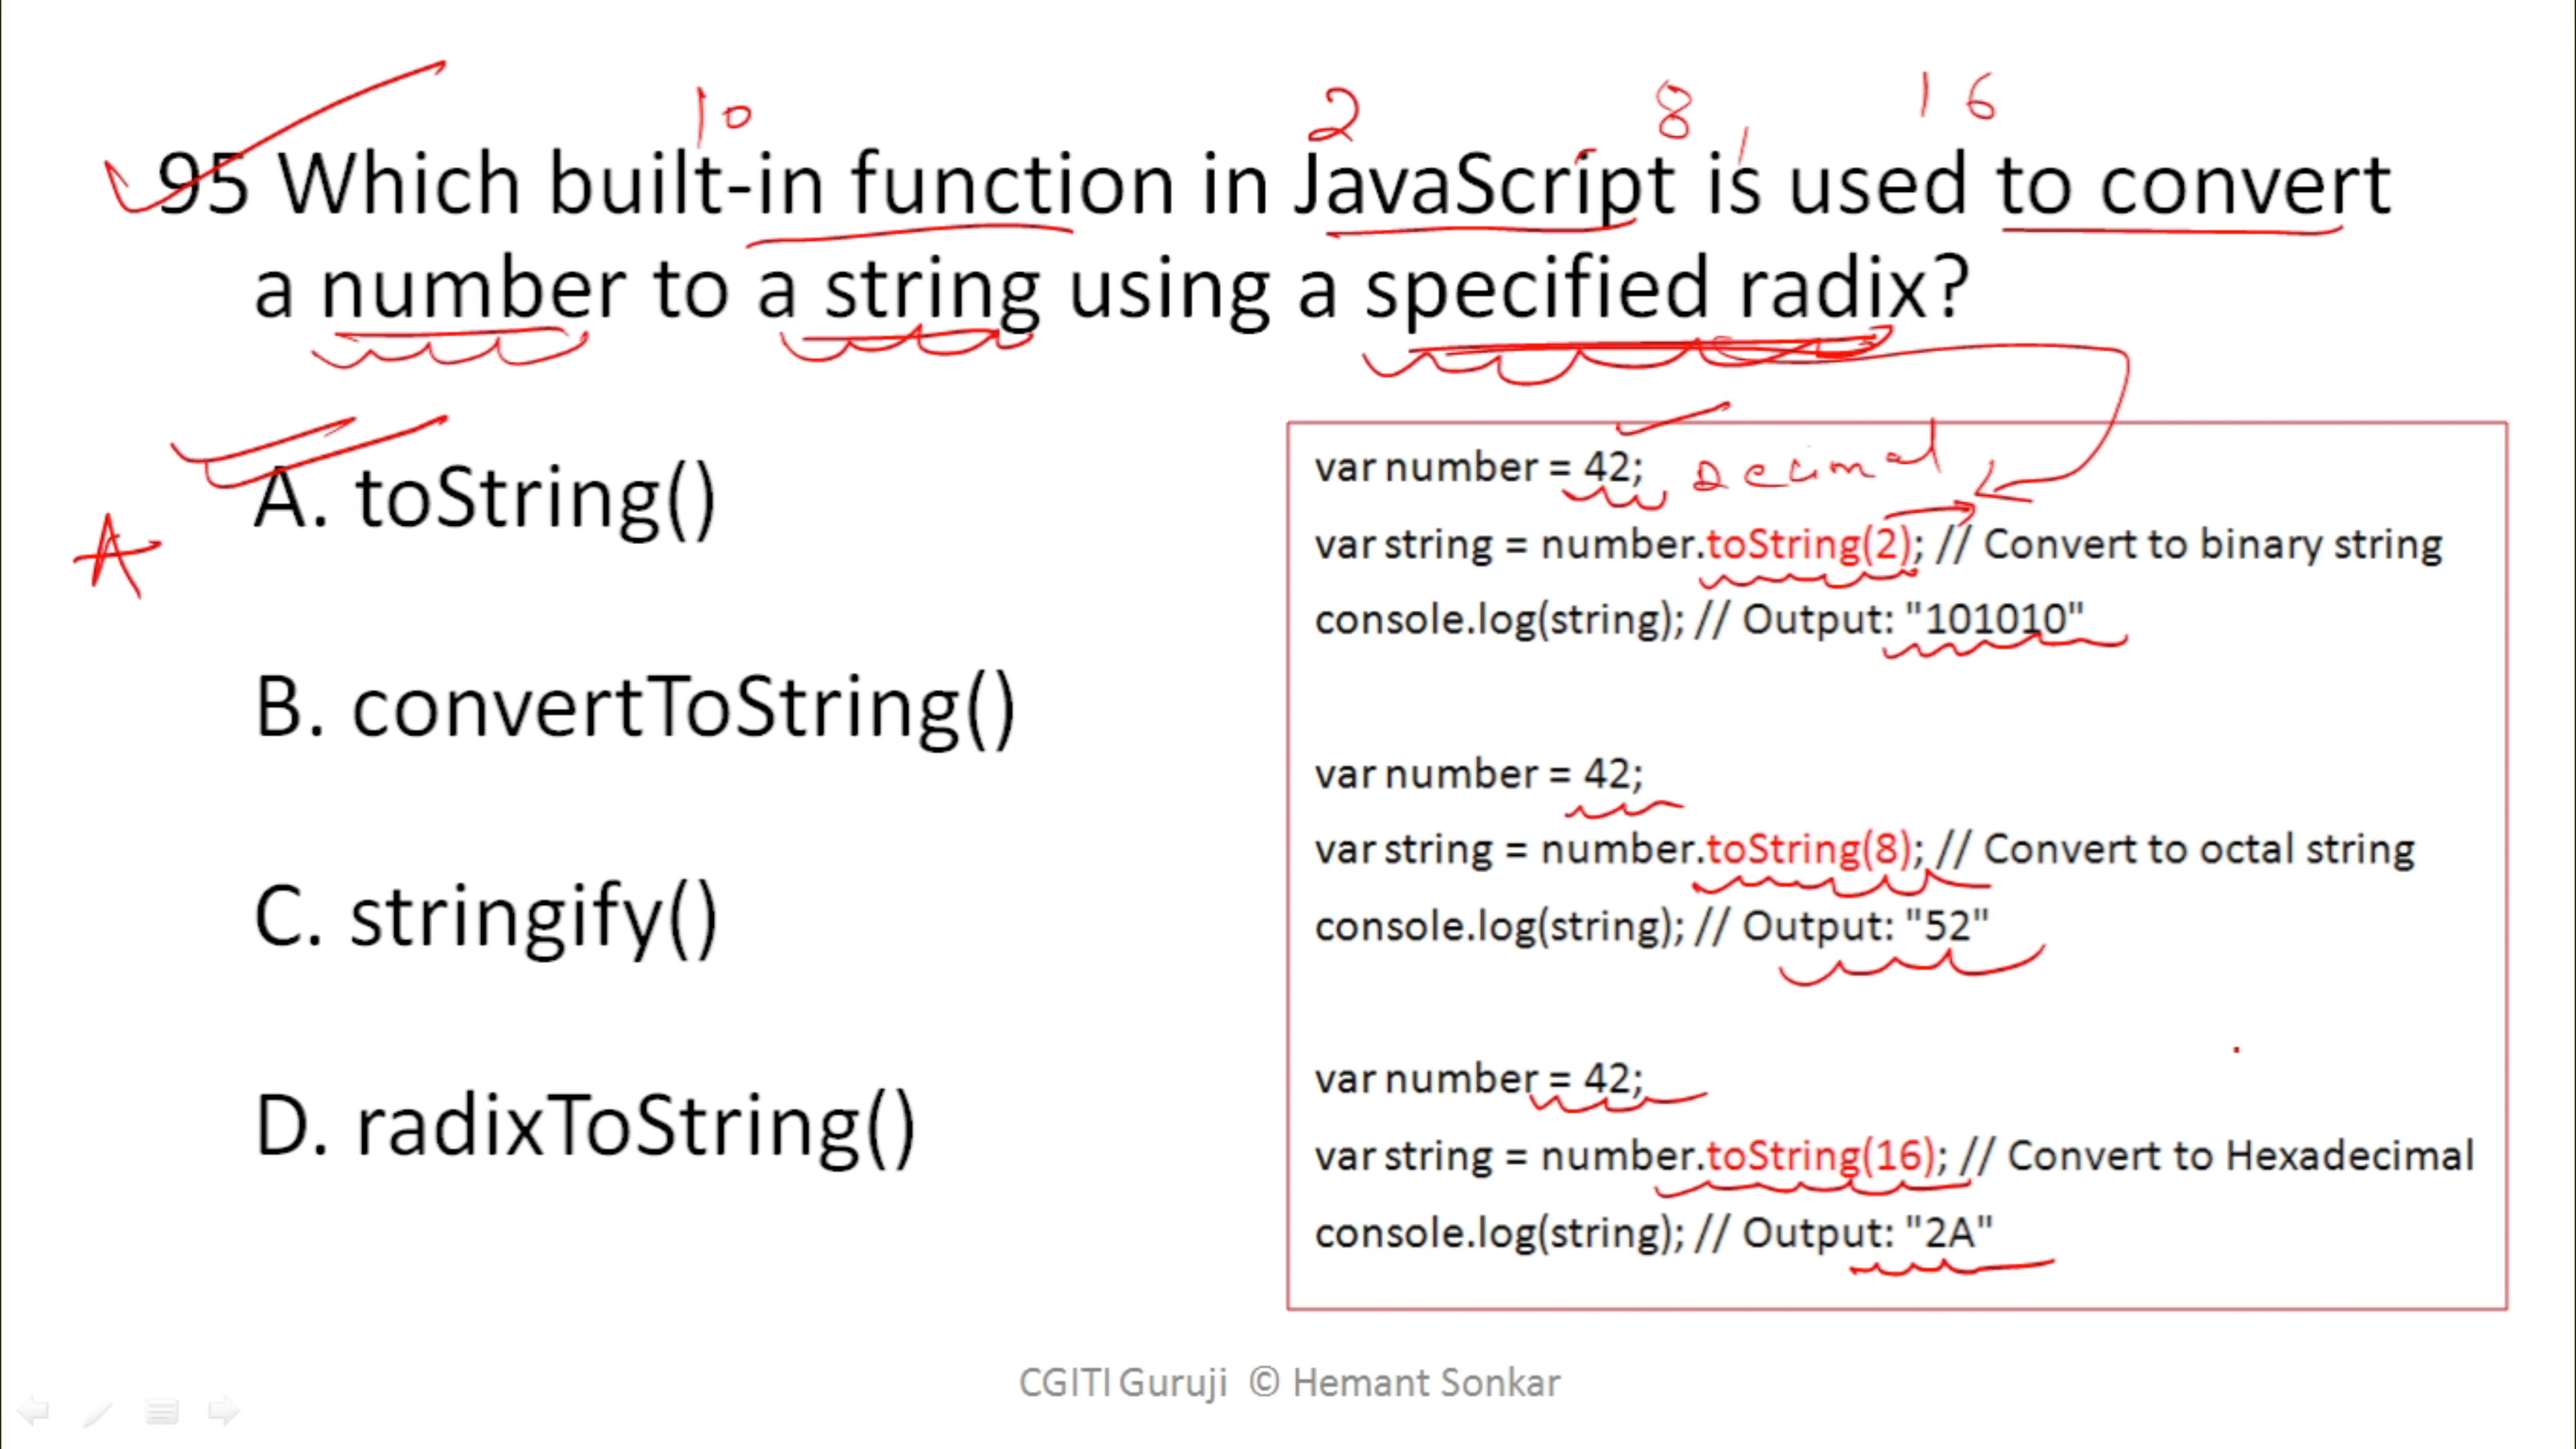 10 2 8 16
95 Which built-in function in JavaScript is used to convert
a number to a string using a specified radix?
A. toString()
A
B. convertToString()
C. stringify()
D. radixToString()
var number = 42; Decimal
var string = number.toString(2); // Convert to binary string
console.log(string); // Output: "101010"
var number = 42;
var string = number.toString(8); // Convert to octal string
console.log(string); // Output: "52"
var number = 42;
var string = number.toString(16); // Convert to Hexadecimal
console.log(string); // Output: "2A"
CGITI Guruji © Hemant Sonkar